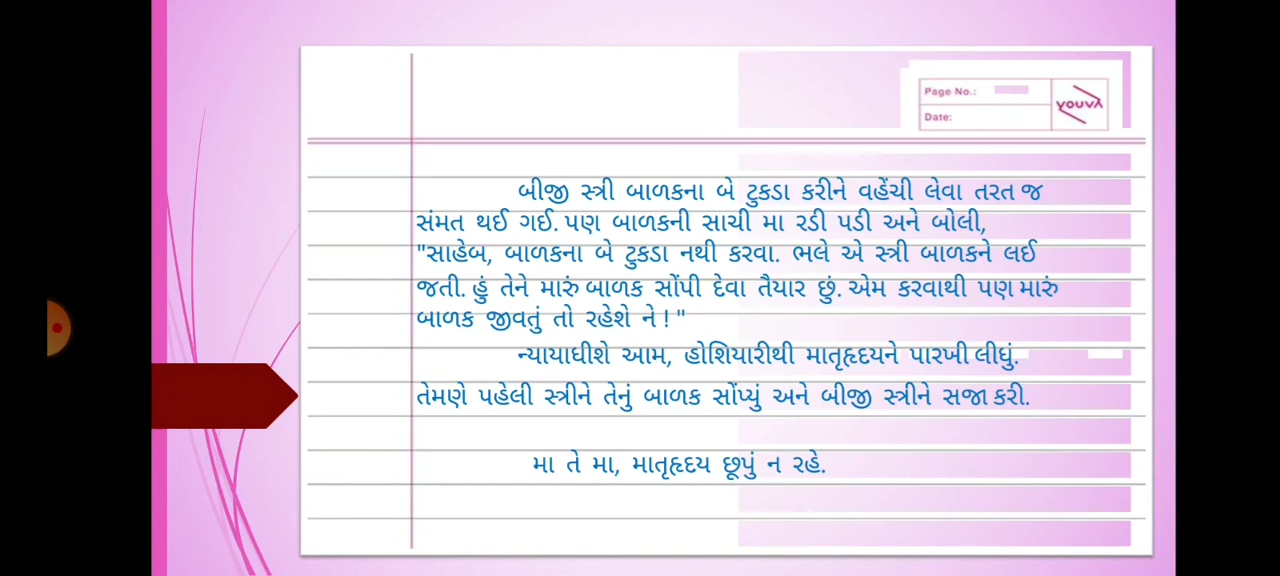 Page No.:
youva
Date:
બીજી સ્ત્રી બાળકના બે ટુકડા કરીને વહેંચી લેવા તરત જ
સંમત થઈ ગઈ. પણ બાળકની સાચી મા રડી પડી અને બોલી,
"સાહેબ, બાળકના બે ટુકડા નથી કરવા. ભલે એ સ્ત્રી બાળકને લઈ
જતી. હું તેને મારું બાળક સોંપી દેવા તૈયાર છું. એમ કરવાથી પણ મારું
બાળક જીવતું તો રહેશે ને ! "
ન્યાયાધીશે આમ, હોશિયારીથી માતૃહૃદયને પારખી લીધું.
તેમણે પહેલી સ્ત્રીને તેનું બાળક સોંપ્યું અને બીજી સ્ત્રીને સજા કરી.
મા તે મા, માતૃહૃદય છૂપું ન રહે.